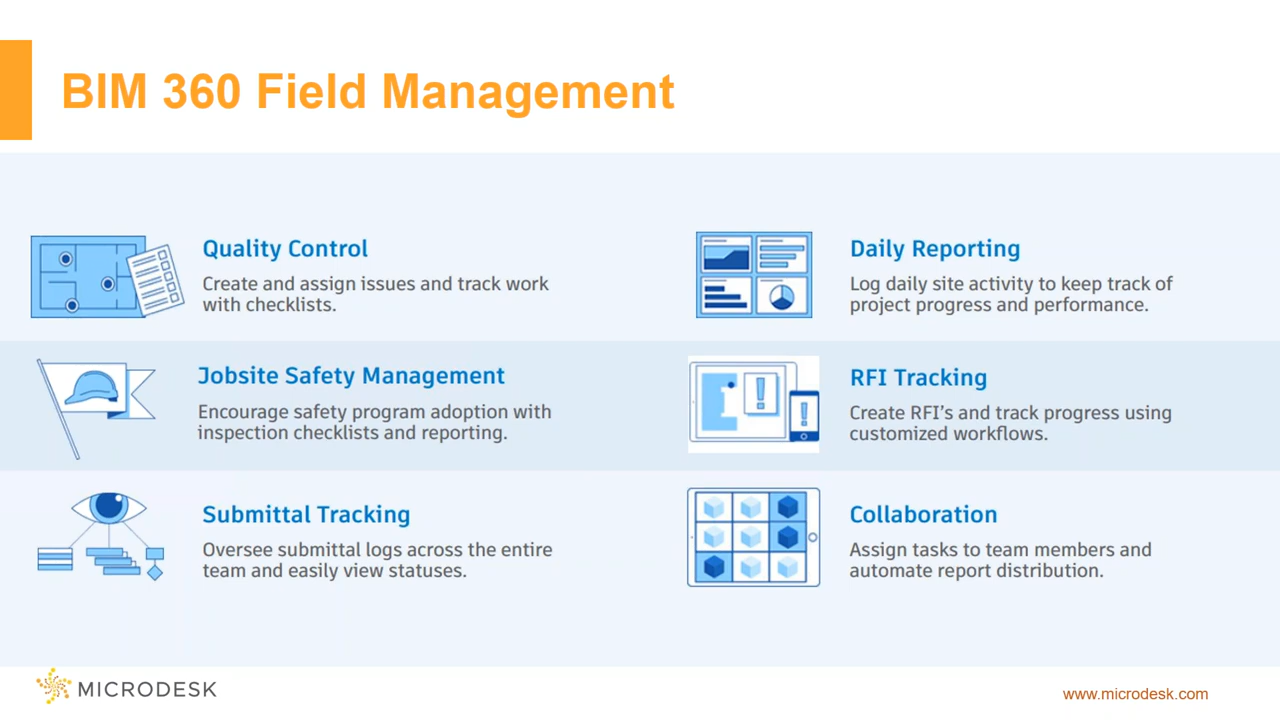 BIM 360 Field Management
Quality Control
Create and assign issues and track work
with checklists.
Daily Reporting
Log daily site activity to keep track of
project progress and performance.
Jobsite Safety Management
Encourage safety program adoption with
inspection checklists and reporting.
RFI Tracking
Create RFI's and track progress using
customized workflows.
Submittal Tracking
Oversee submittal logs across the entire
team and easily view statuses.
Collaboration
Assign tasks to team members and
automate report distribution.
MICRODESK
www.microdesk.com